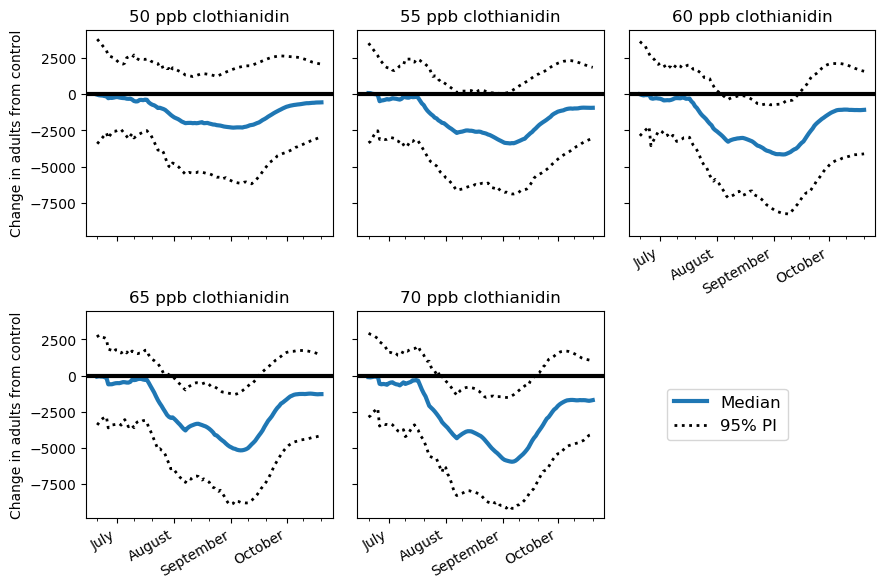 50 ppb clothianidin
55 ppb clothianidin
60 ppb clothianidin
Change in adults from control
2500
0
−2500
−5000
−7500
July
August
September
October
65 ppb clothianidin
70 ppb clothianidin
Change in adults from control
2500
0
−2500
−5000
−7500
July
August
September
October
July
August
September
October
Median
95% PI